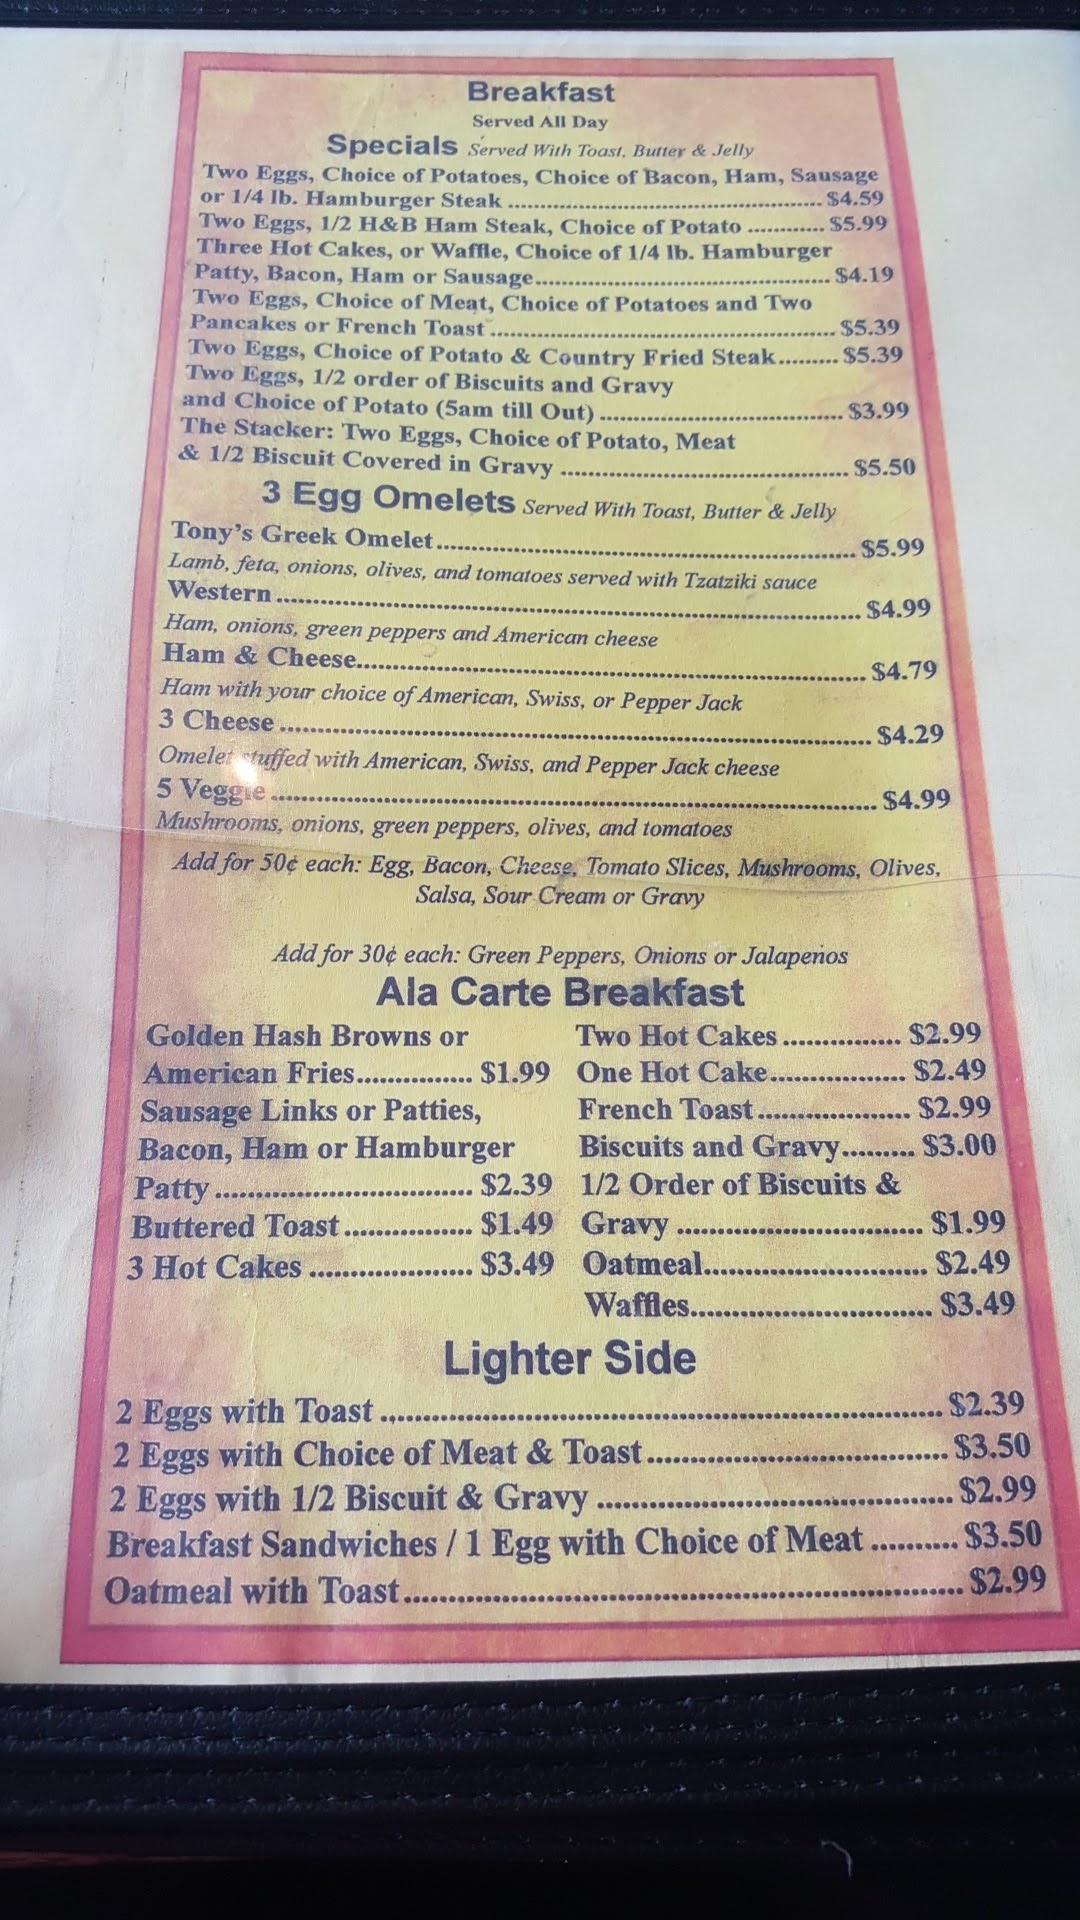 Breakfast
Served All Day
Specials Served With Toast, Butter & Jelly
Two Eggs, Choice of Potatoes, Choice of Bacon, Ham, Sausage
or 1/4 lb. Hamburger Steak ........................................ $4.59
Two Eggs, 1/2 H&B Ham Steak, Choice of Potato ............ $5.99
Three Hot Cakes, or Waffle, Choice of 1/4 lb. Hamburger
Patty, Bacon, Ham or Sausage............................................. $4.19
Two Eggs, Choice of Meat, Choice of Potatoes and Two
Pancakes or French Toast ..................................................... $5.39
Two Eggs, Choice of Potato & Country Fried Steak......... $5.39
Two Eggs, 1/2 order of Biscuits and Gravy
and Choice of Potato (5am till Out) ..................................... $3.99
The Stacker: Two Eggs, Choice of Potato, Meat
& 1/2 Biscuit Covered in Gravy ........................................... $5.50
3 Egg Omelets Served With Toast, Butter & Jelly
Tony's Greek Omelet............................................................... $5.99
Lamb, feta, onions, olives, and tomatoes served with Tzatziki sauce
Western ..................................................................................... $4.99
Ham, onions, green peppers and American cheese
Ham & Cheese.......................................................................... $4.79
Ham with your choice of American, Swiss, or Pepper Jack
3 Cheese ..................................................................................... $4.29
Omelet stuffed with American, Swiss, and Pepper Jack cheese
5 Veggie ...................................................................................... $4.99
Mushrooms, onions, green peppers, olives, and tomatoes
Add for 50¢ each: Egg, Bacon, Cheese, Tomato Slices, Mushrooms, Olives,
Salsa, Sour Cream or Gravy
Add for 30¢ each: Green Peppers, Onions or Jalapenos
Ala Carte Breakfast
Golden Hash Browns or
American Fries................ $1.99
Sausage Links or Patties,
Bacon, Ham or Hamburger
Patty ................................... $2.39
Buttered Toast ................. $1.49
3 Hot Cakes ...................... $3.49
Two Hot Cakes ................ $2.99
One Hot Cake................... $2.49
French Toast ..................... $2.99
Biscuits and Gravy.......... $3.00
1/2 Order of Biscuits &
Gravy .................................. $1.99
Oatmeal............................... $2.49
Waffles................................. $3.49
Lighter Side
2 Eggs with Toast ........................................................................ $2.39
2 Eggs with Choice of Meat & Toast....................................... $3.50
2 Eggs with 1/2 Biscuit & Gravy .............................................. $2.99
Breakfast Sandwiches / 1 Egg with Choice of Meat .......... $3.50
Oatmeal with Toast...................................................................... $2.99